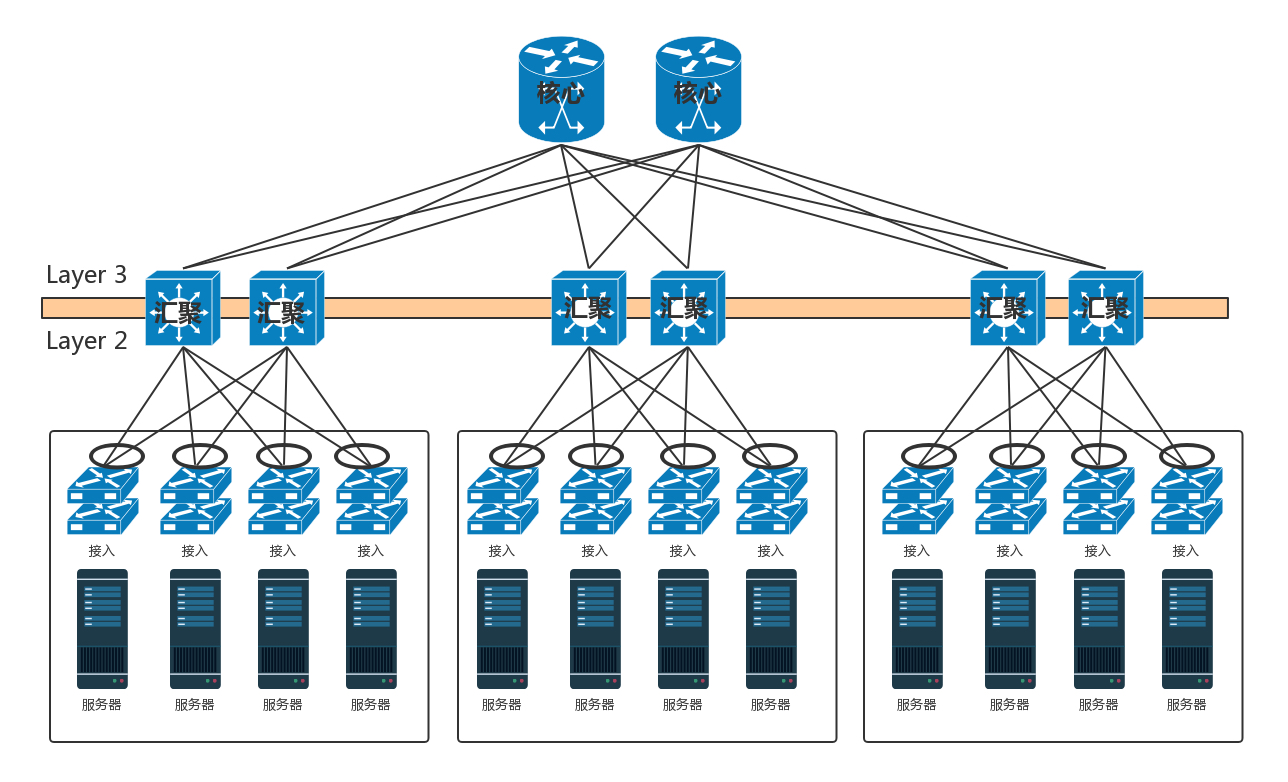 核心 核心
Layer 3
汇聚 汇聚 汇聚 汇聚 汇聚 汇聚
Layer 2
接入 接入 接入 接入 接入 接入 接入 接入 接入 接入 接入 接入
服务器 服务器 服务器 服务器 服务器 服务器 服务器 服务器 服务器 服务器 服务器 服务器